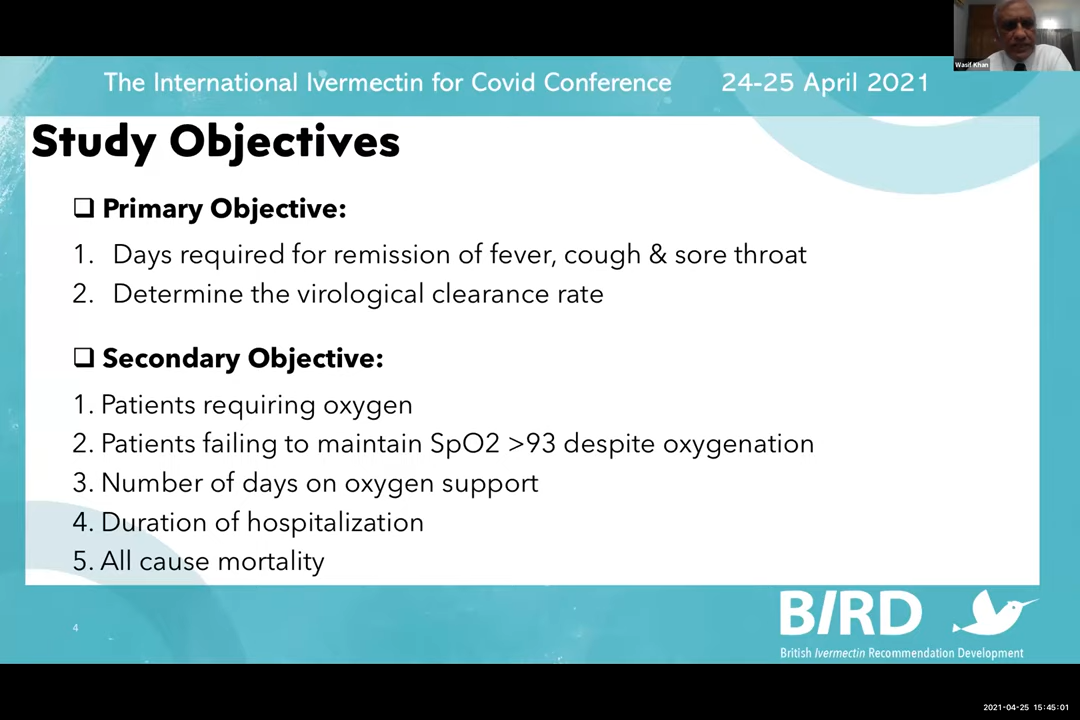 Wasif Khan
The International Ivermectin for Covid Conference 24-25 April 2021
Study Objectives
❑ Primary Objective:
1. Days required for remission of fever, cough & sore throat
2. Determine the virological clearance rate
❑ Secondary Objective:
1. Patients requiring oxygen
2. Patients failing to maintain SpO2 >93 despite oxygenation
3. Number of days on oxygen support
4. Duration of hospitalization
5. All cause mortality
4
BIRD
British Ivermectin Recommendation Development
2021-04-25 15:45:01